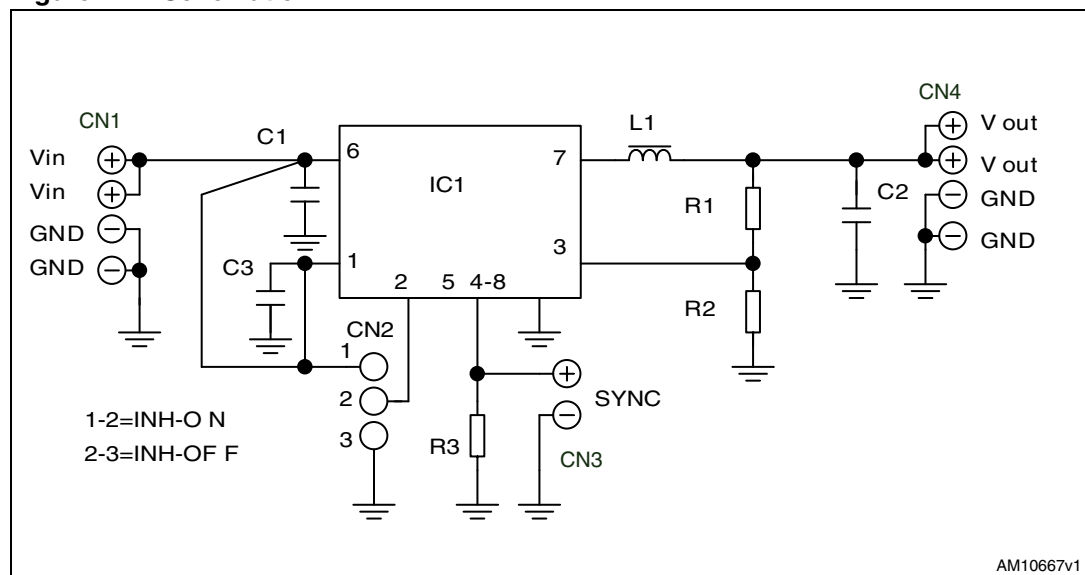 CN4
CN1
C1
L1
V out
Vin
6
7
V out
IC1
Vin
R1
C2
GND
GND
GND
C3
1
3
GND
2
5
4-8
R2
CN2
1
2
SYNC
1-2=INH-O N
3
R3
2-3=INH-OF F
CN3
AM10667v1